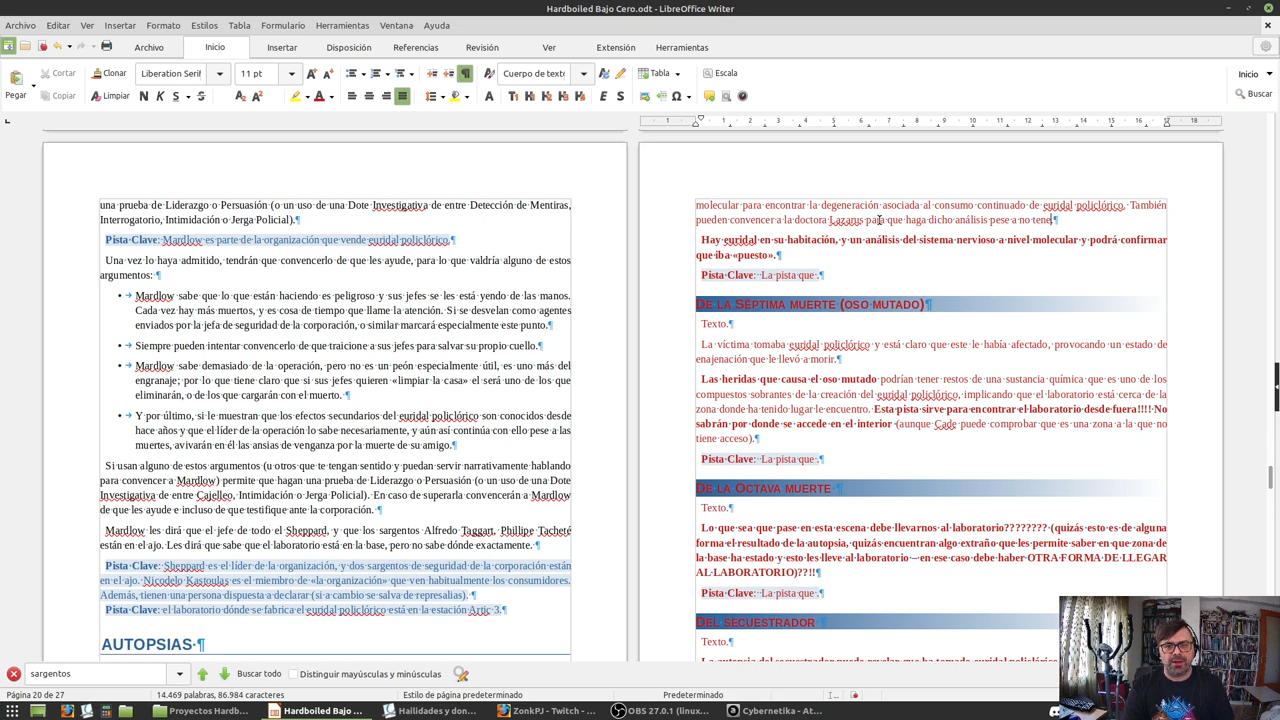 Hardboiled Bajo Cero.odt - LibreOffice Writer
Archivo Editar Ver Insertar Formato Estilos Tabla Formulario Herramientas Ventana Ayuda
Archivo Inicio Insertar Disposición Referencias Revisión Ver Extensión Herramientas
Cortar Clonar Liberation Serif 11 pt Cuerpo de texto Tabla Escala Inicio
Pegar Copiar Limpiar Buscar
1 1 2 3 4 5 6 7 8 9 10 11 12 13 14 15 16 17 18
una prueba de Liderazgo o Persuasión (o un uso de una Dote Investigativa de entre Detección de Mentiras,
Interrogatorio, Intimidación o Jerga Policial).¶
Pista Clave: Mardlow es parte de la organización que vende euridal policlórico.¶
Una vez lo haya admitido, tendrán que convencerlo de que les ayude, para lo que valdría alguno de estos
argumentos: ¶
• Mardlow sabe que lo que están haciendo es peligroso y sus jefes se les está yendo de las manos.
Cada vez hay más muertos, y es cosa de tiempo que llame la atención. Si se desvelan como agentes
enviados por la jefa de seguridad de la corporación, o similar marcará especialmente este punto.¶
• Siempre pueden intentar convencerlo de que traicione a sus jefes para salvar su propio cuello.¶
• Mardlow sabe demasiado de la operación, pero no es un peón especialmente útil, es uno más del
engranaje; por lo que tiene claro que si sus jefes quieren «limpiar la casa» el será uno de los que
eliminarán, o de los que cargarán con el muerto. ¶
• Y por último, si le muestran que los efectos secundarios del euridal policlórico son conocidos desde
hace años y que el líder de la operación lo sabe necesariamente, y aún así continúa con ello pese a las
muertes, avivarán en él las ansias de venganza por la muerte de su amigo.¶
Si usan alguno de estos argumentos (u otros que te tengan sentido y puedan servir narrativamente hablando
para convencer a Mardlow) permite que hagan una prueba de Liderazgo o Persuasión (o un uso de una Dote
Investigativa de entre Cajelleo, Intimidación o Jerga Policial). En caso de superarla convencerán a Mardlow
de que les ayude e incluso de que testifique ante la corporación. ¶
Mardlow les dirá que el jefe de todo el Sheppard, y que los sargentos Alfredo Taggart, Phillipe Tacheté
están en el ajo. Les dirá que sabe que el laboratorio está en la base, pero no sabe dónde exactamente. ¶
Pista Clave: Sheppard es el líder de la organización, y dos sargentos de seguridad de la corporación están
en el ajo. Nicodelo Kastoulas es el miembro de «la organización» que ven habitualmente los consumidores.
Además, tienen una persona dispuesta a declarar (si a cambio se salva de represalias). ¶
Pista Clave: el laboratorio dónde se fabrica el euridal policlórico está en la estación Artic 3.¶
AUTOPSIAS ¶
molecular para encontrar la degeneración asociada al consumo continuado de euridal policlórico. También
pueden convencer a la doctora Lazarus para que haga dicho análisis pese a no tene¶
Hay euridal en su habitación, y un análisis del sistema nervioso a nivel molecular y podrá confirmar
que iba «puesto».¶
Pista Clave: La pista que .¶
DE LA SÉPTIMA MUERTE (OSO MUTADO)¶
Texto.¶
La víctima tomaba euridal policlórico y está claro que este le había afectado, provocando un estado de
enajenación que le llevó a morir.¶
Las heridas que causa el oso mutado podrían tener restos de una sustancia química que es uno de los
compuestos sobrantes de la creación del euridal policlórico, implicando que el laboratorio está cerca de la
zona donde ha tenido lugar le encuentro. Esta pista sirve para encontrar el laboratorio desde fuera!!!! No
sabrán por donde se accede en el interior (aunque Cade puede comprobar que es una zona a la que no
tiene acceso).¶
Pista Clave: La pista que .¶
DE LA OCTAVA MUERTE ¶
Texto.¶
Lo que sea que pase en esta escena debe llevarnos al laboratorio???????? (quizás esto es de alguna
forma el resultado de la autopsia, quizás encuentran algo extraño que les permite saber en que zona de
la base ha estado y esto les lleve al laboratorio —en ese caso debe haber OTRA FORMA DE LLEGAR
AL LABORATORIO)??!!¶
Pista Clave: La pista que .¶
DEL SECUESTRADOR ¶
Texto.¶
sargentos Buscar todo Distinguir mayúsculas y minúsculas
Página 20 de 27 14.469 palabras, 86.984 caracteres Estilo de página predeterminado Predeterminado
Proyectos Hardb... Hardboiled Bajo ... Hailidades y don... ZonkPJ - Twitch - ... OBS 27.0.1 (linux... Cybernetika - At...